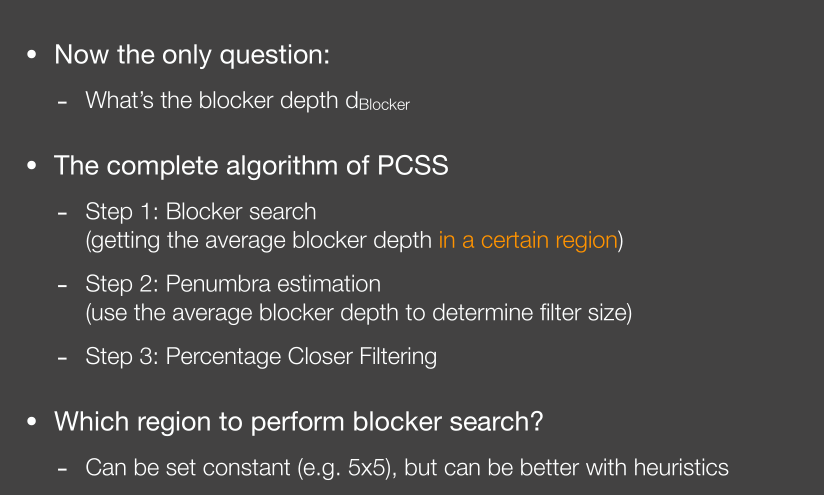 • Now the only question:
- What's the blocker depth dBlocker
• The complete algorithm of PCSS
- Step 1: Blocker search
(getting the average blocker depth in a certain region)
- Step 2: Penumbra estimation
(use the average blocker depth to determine filter size)
- Step 3: Percentage Closer Filtering
• Which region to perform blocker search?
- Can be set constant (e.g. 5x5), but can be better with heuristics